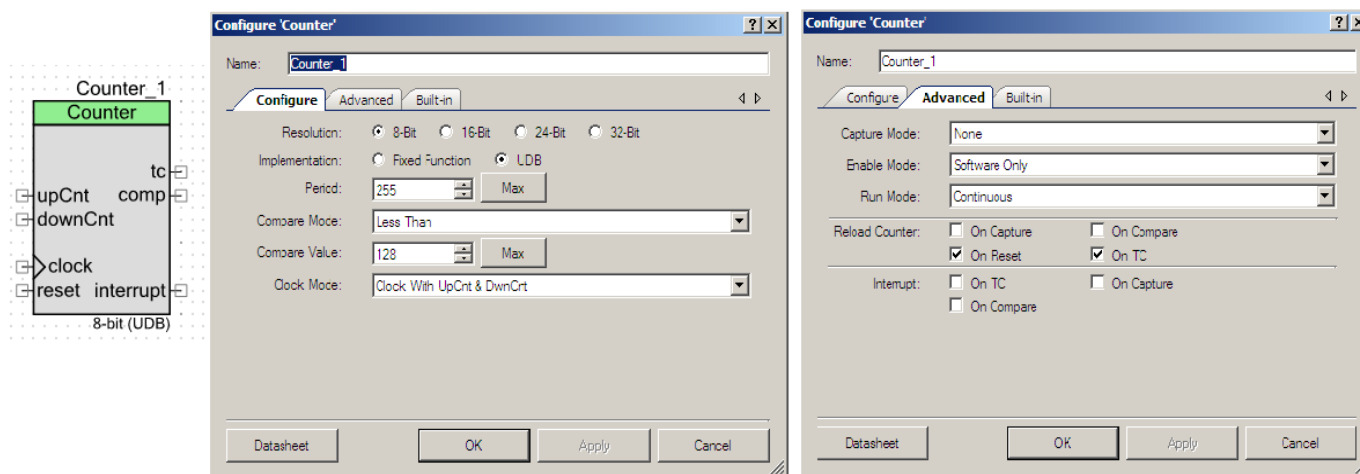 Counter_1
Counter
tc
upCnt comp
downCnt
clock
reset interrupt
8-bit (UDB)
Configure 'Counter'
Name: Counter_1
Configure Advanced Built-in
Resolution: 8-Bit 16-Bit 24-Bit 32-Bit
Implementation: Fixed Function UDB
Period: 255 Max
Compare Mode: Less Than
Compare Value: 128 Max
Clock Mode: Clock With UpCnt & DwnCnt
Datasheet OK Apply Cancel
Configure 'Counter'
Name: Counter_1
Configure Advanced Built-in
Capture Mode: None
Enable Mode: Software Only
Run Mode: Continuous
Reload Counter: On Capture On Compare
On Reset On TC
Interrupt: On TC On Capture
On Compare
Datasheet OK Apply Cancel